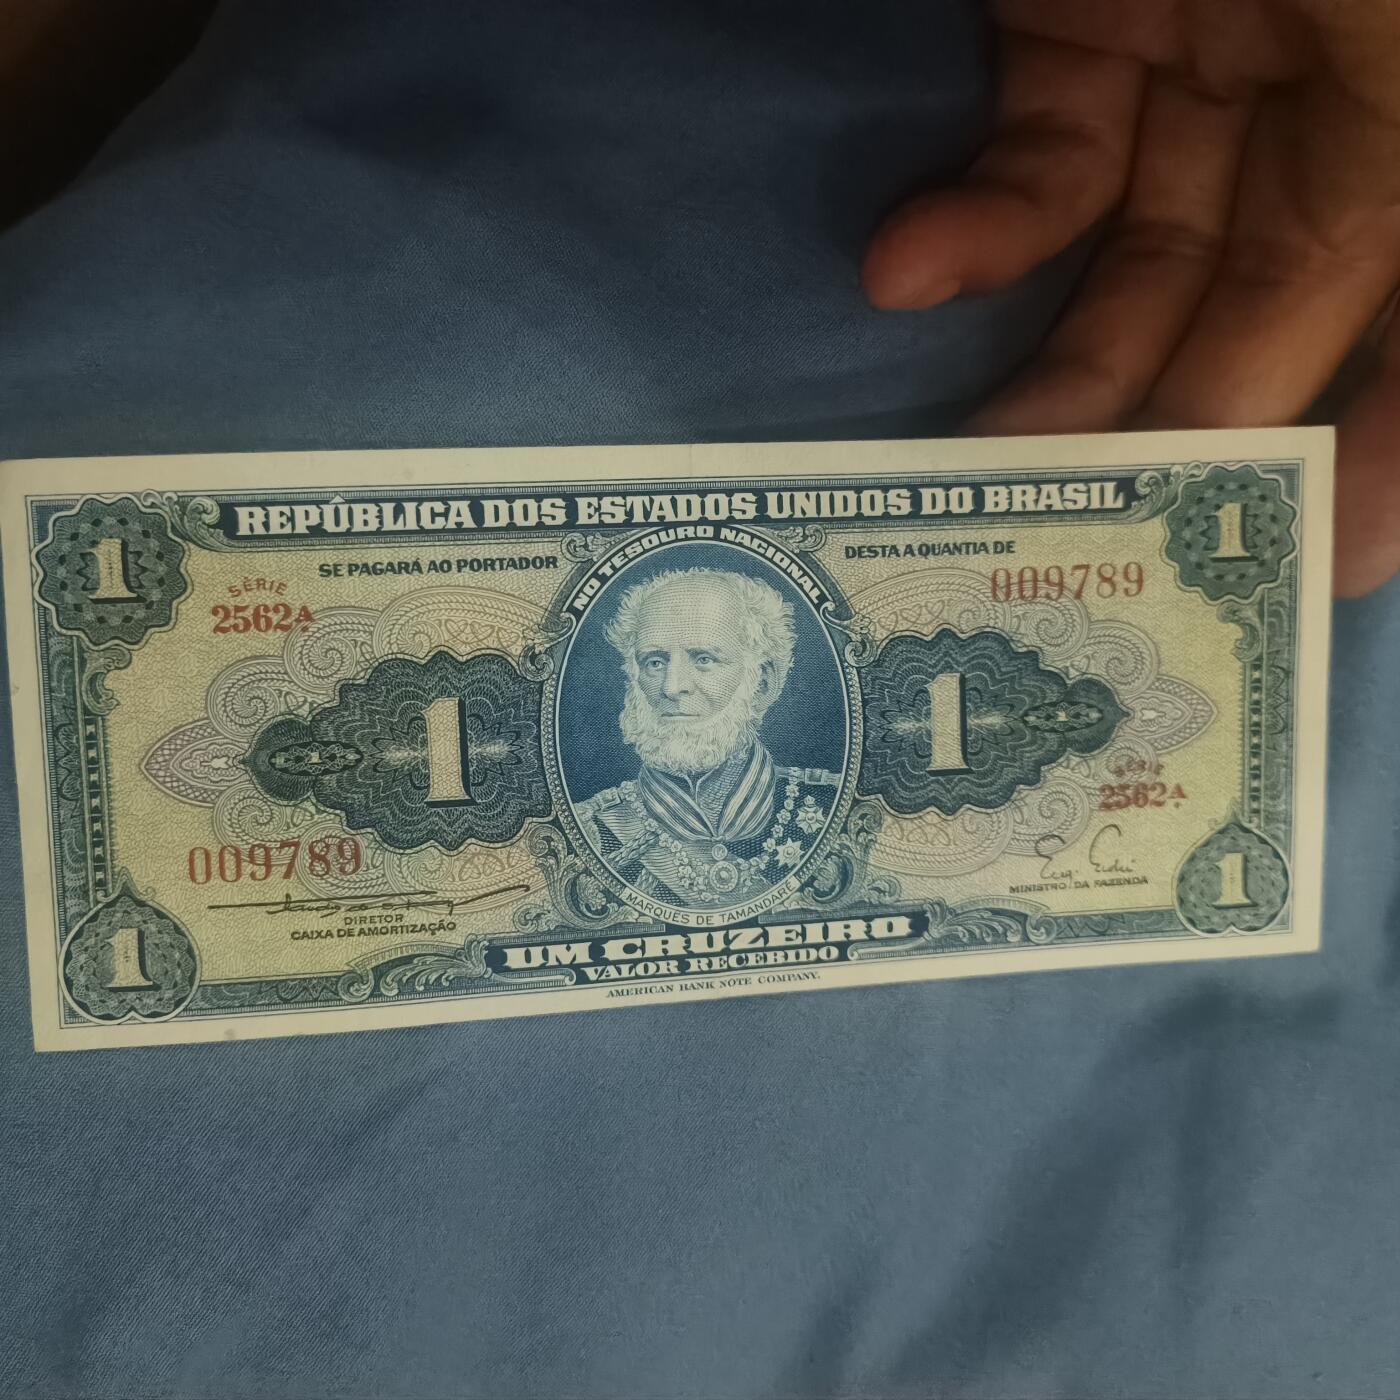 REPÚBLICA DOS ESTADOS UNIDOS DO BRASIL
NO TESOURO NACIONAL
SE PAGARÁ AO PORTADOR
DESTA A QUANTIA DE
1
1
SÉRIE
2562A
009789
1
1
SÉRIE
2562A
009789
DIRETOR
CAIXA DE AMORTIZAÇÃO
MINISTRO DA FAZENDA
MARQUÊS DE TAMANDARÉ
1
1
UM CRUZEIRO
VALOR RECEBIDO
AMERICAN BANK NOTE COMPANY.